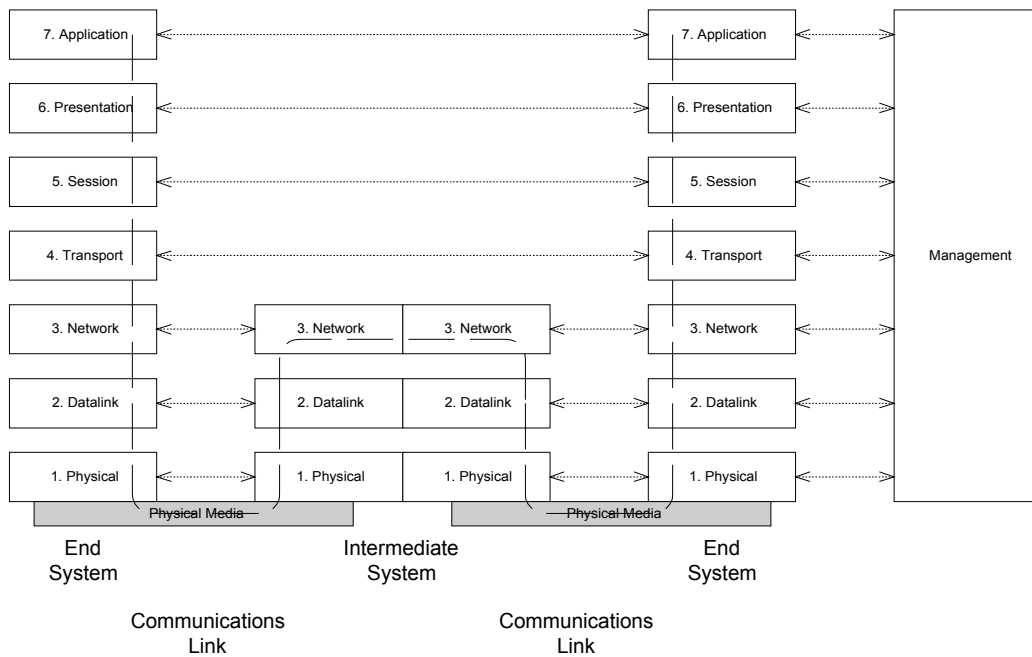 7. Application
7. Application
6. Presentation
6. Presentation
5. Session
5. Session
4. Transport
4. Transport
Management
3. Network
3. Network
3. Network
3. Network
2. Datalink
2. Datalink
2. Datalink
2. Datalink
1. Physical
1. Physical
1. Physical
1. Physical
Physical Media
Physical Media
End
System
Intermediate
System
End
System
Communications
Link
Communications
Link